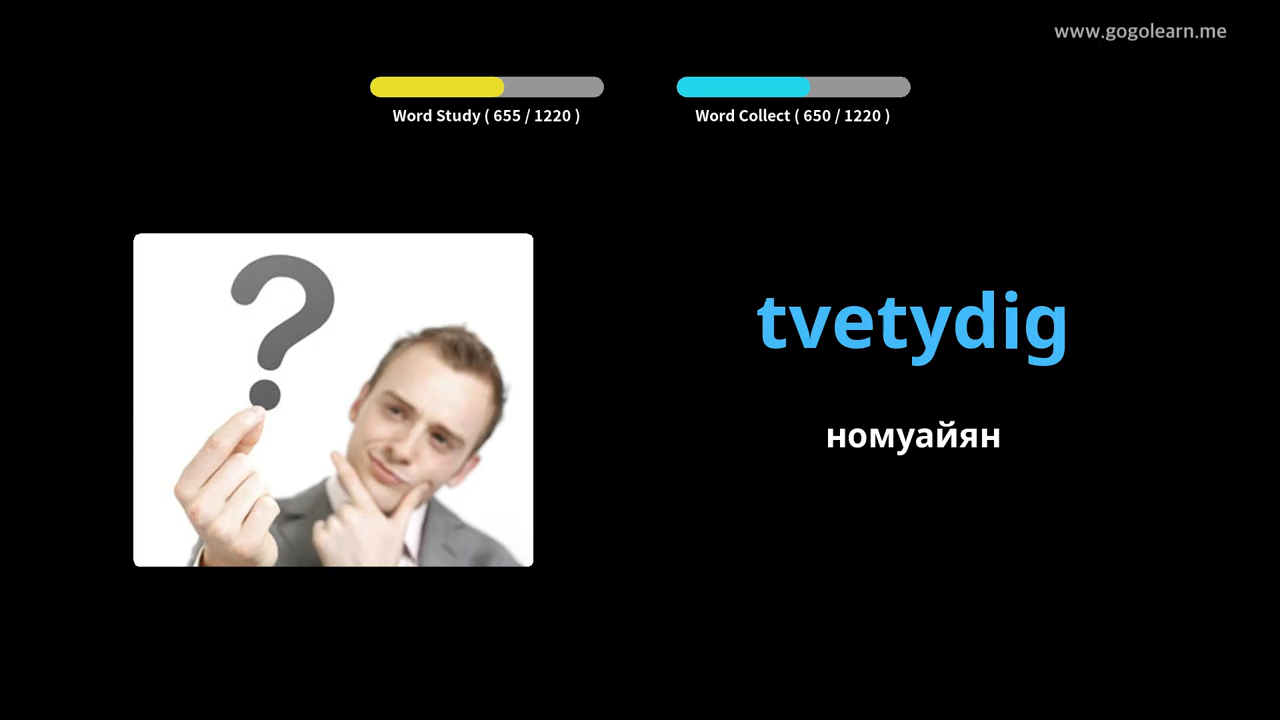 www.gogolearn.me
Word Study ( 655 / 1220 )
Word Collect ( 650 / 1220 )
?
tvetydig
номуайян